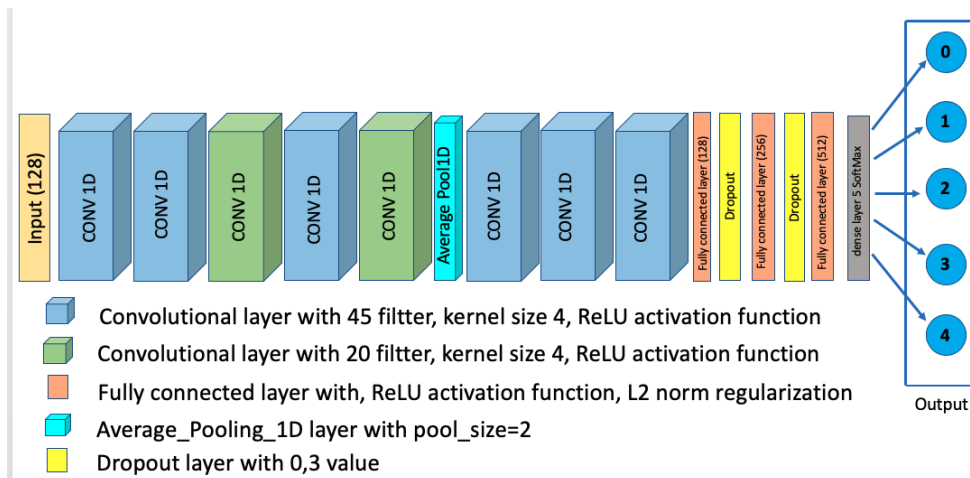 Input (128)
CONV 1D
CONV 1D
CONV 1D
CONV 1D
CONV 1D
Average Pool1D
CONV 1D
CONV 1D
CONV 1D
Fully connected layer (128)
Dropout
Fully connected layer (256)
Dropout
Fully connected layer (512)
dense layer 5 SoftMax
0
1
2
3
4
Output
Convolutional layer with 45 filtter, kernel size 4, ReLU activation function
Convolutional layer with 20 filtter, kernel size 4, ReLU activation function
Fully connected layer with, ReLU activation function, L2 norm regularization
Average_Pooling_1D layer with pool_size=2
Dropout layer with 0,3 value